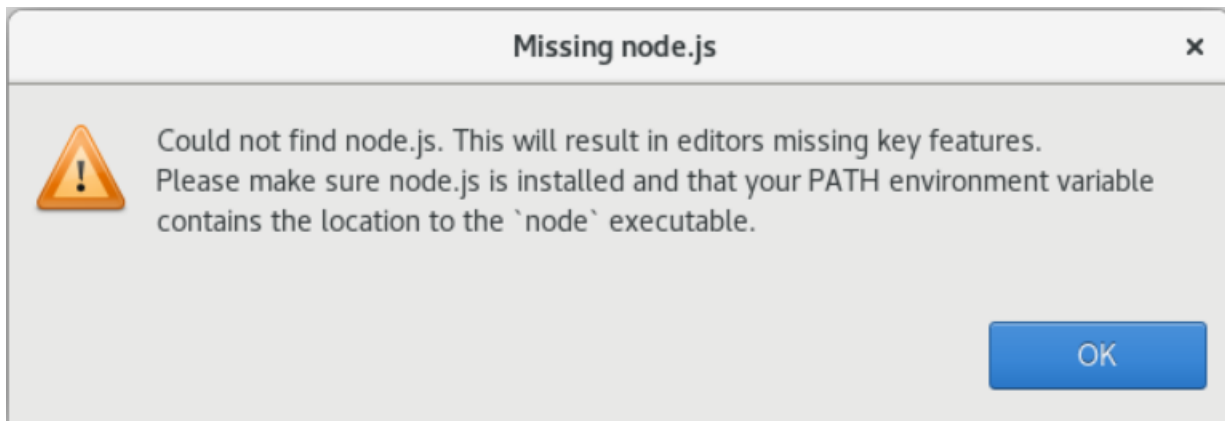 Missing node.js
Could not find node.js. This will result in editors missing key features.
Please make sure node.js is installed and that your PATH environment variable
contains the location to the `node` executable.
OK